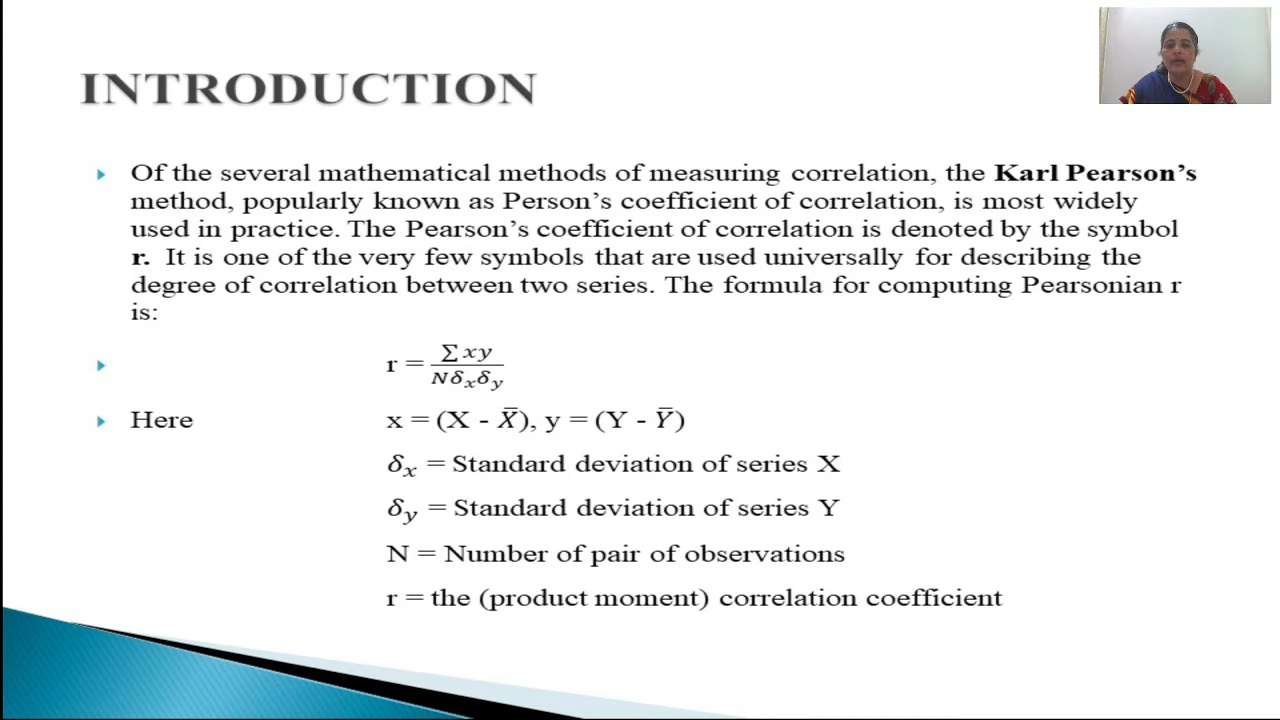 INTRODUCTION
Of the several mathematical methods of measuring correlation, the Karl Pearson's
method, popularly known as Person's coefficient of correlation, is most widely
used in practice. The Pearson's coefficient of correlation is denoted by the symbol
r. It is one of the very few symbols that are used universally for describing the
degree of correlation between two series. The formula for computing Pearsonian r
is:
r = ∑xy / Nδₓδᵧ
Here x = (X - X̄), y = (Y - Ȳ)
δₓ = Standard deviation of series X
δᵧ = Standard deviation of series Y
N = Number of pair of observations
r = the (product moment) correlation coefficient